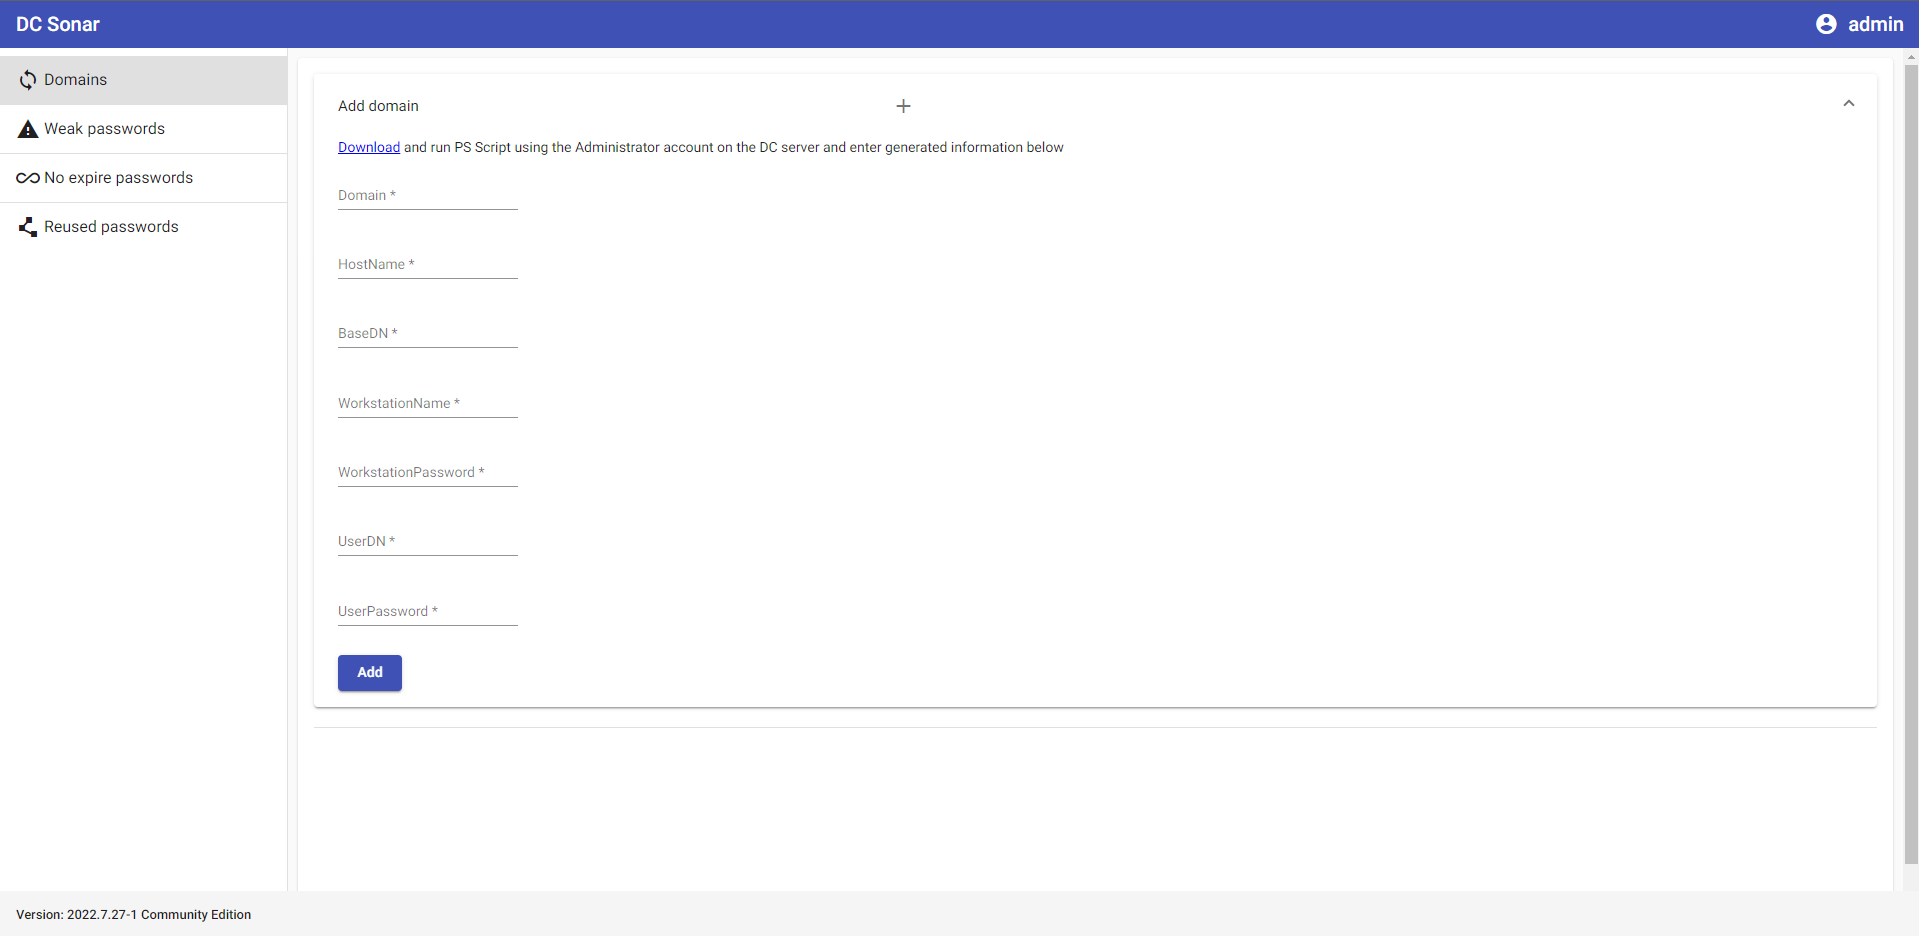 DC Sonar
admin
Domains
Weak passwords
No expire passwords
Reused passwords
Add domain
Download and run PS Script using the Administrator account on the DC server and enter generated information below
Domain *
HostName *
BaseDN *
WorkstationName *
WorkstationPassword *
UserDN *
UserPassword *
Add
Version: 2022.7.27-1 Community Edition